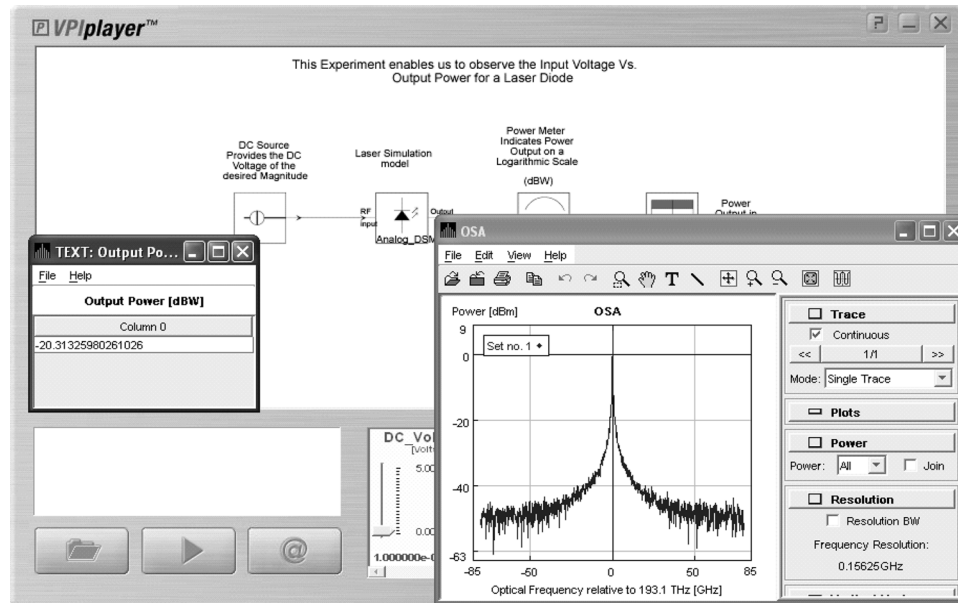 VPIplayer™
This Experiment enables us to observe the Input Voltage Vs.
Output Power for a Laser Diode
DC Source
Provides the DC
Voltage of the
desired Magnitude
Laser Simulation
model
Power Meter
Indicates Power
Output on a
Logarithmic Scale
(dBW)
RF
input
Output
Analog_DSM
Power
Output in
TEXT: Output Po...
File Help
Output Power [dBW]
Column 0
-20.31325980261026
DC_Vol
[Volts
5.00
0.00
1.000000e-0
OSA
File Edit View Help
Power [dBm] OSA
Set no. 1
9
0
-20
-40
-63
-85 -50 0 50 85
Optical Frequency relative to 193.1 THz [GHz]
Trace
Continuous
<< 1/1 >>
Mode: Single Trace
Plots
Power
Power: All Join
Resolution
Resolution BW
Frequency Resolution:
0.15625GHz